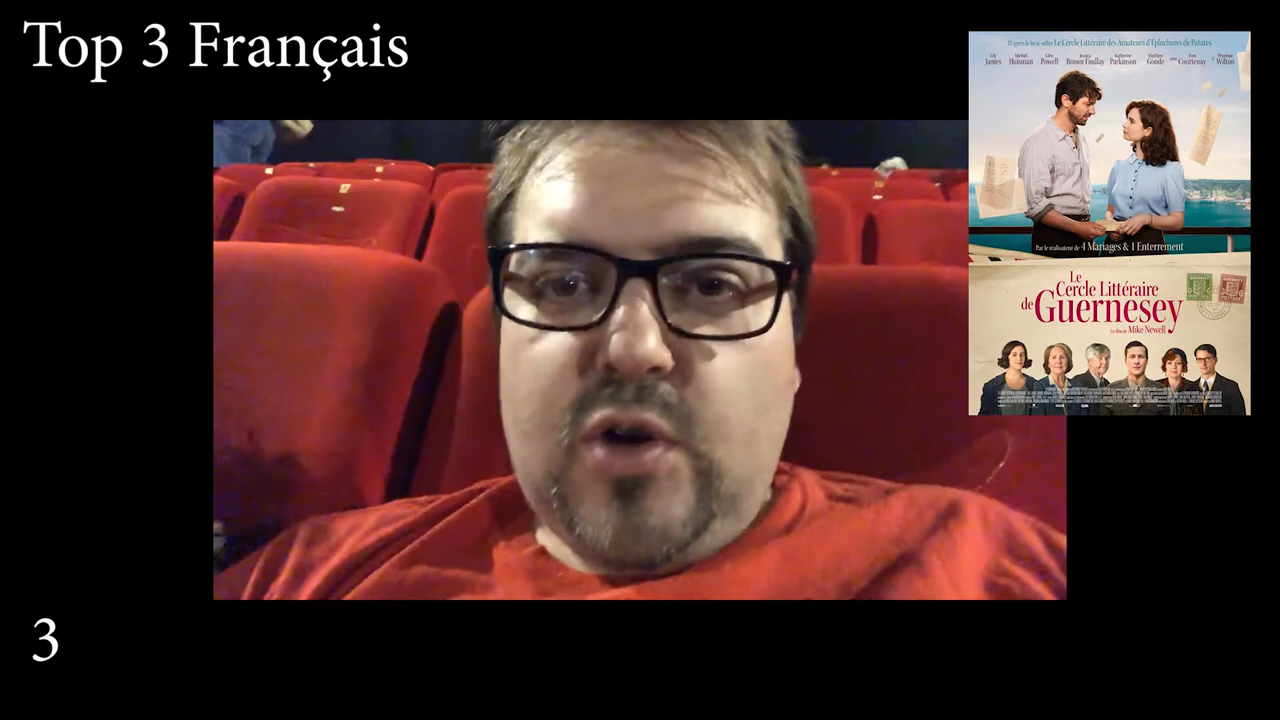 Top 3 Français
D'après le best-seller Le Cercle Littéraire des Amateurs d'Épluchures de Patates
Lily James Michiel Huisman Glen Powell Jessica Brown Findlay Katherine Parkinson Matthew Goode avec Tom Courtenay & Penelope Wilton
Par le réalisateur de 4 Mariages & 1 Enterrement
Le
Cercle Littéraire
de Guernesey
Un film de Mike Newell
3